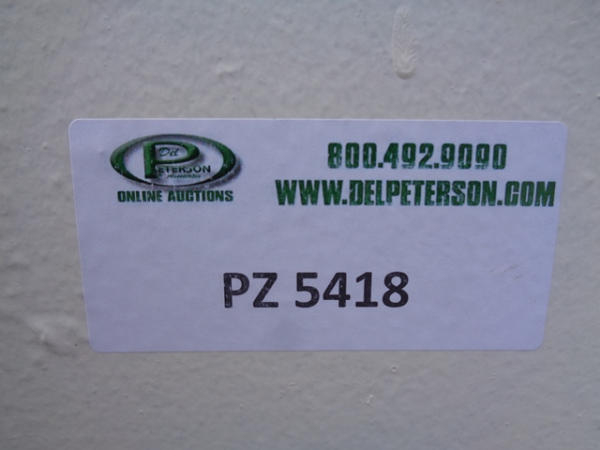 Del
PETERSON
ONLINE AUCTIONS
800.492.9090
WWW.DELPETERSON.COM
PZ 5418